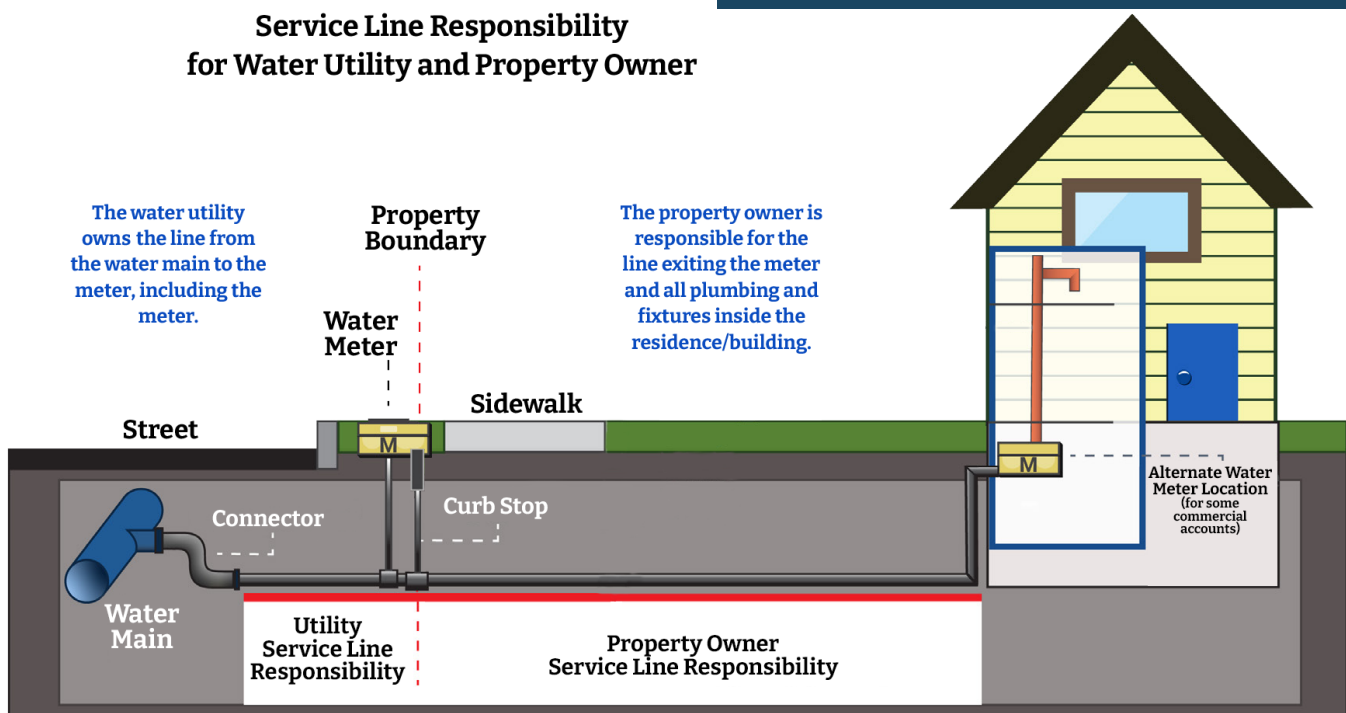 Service Line Responsibility
for Water Utility and Property Owner
The water utility
owns the line from
the water main to the
meter, including the
meter.
Property
Boundary
The property owner is
responsible for the
line exiting the meter
and all plumbing and
fixtures inside the
residence/building.
Water
Meter
Street
Sidewalk
M
M
Alternate Water
Meter Location
(for some
commercial
accounts)
Connector
Curb Stop
Water
Main
Utility
Service Line
Responsibility
Property Owner
Service Line Responsibility